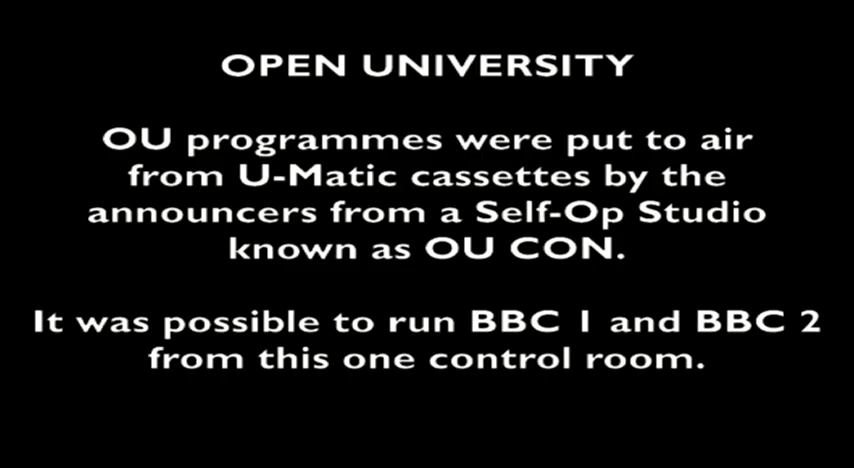 OPEN UNIVERSITY
OU programmes were put to air
from U-Matic cassettes by the
announcers from a Self-Op Studio
known as OU CON.
It was possible to run BBC 1 and BBC 2
from this one control room.